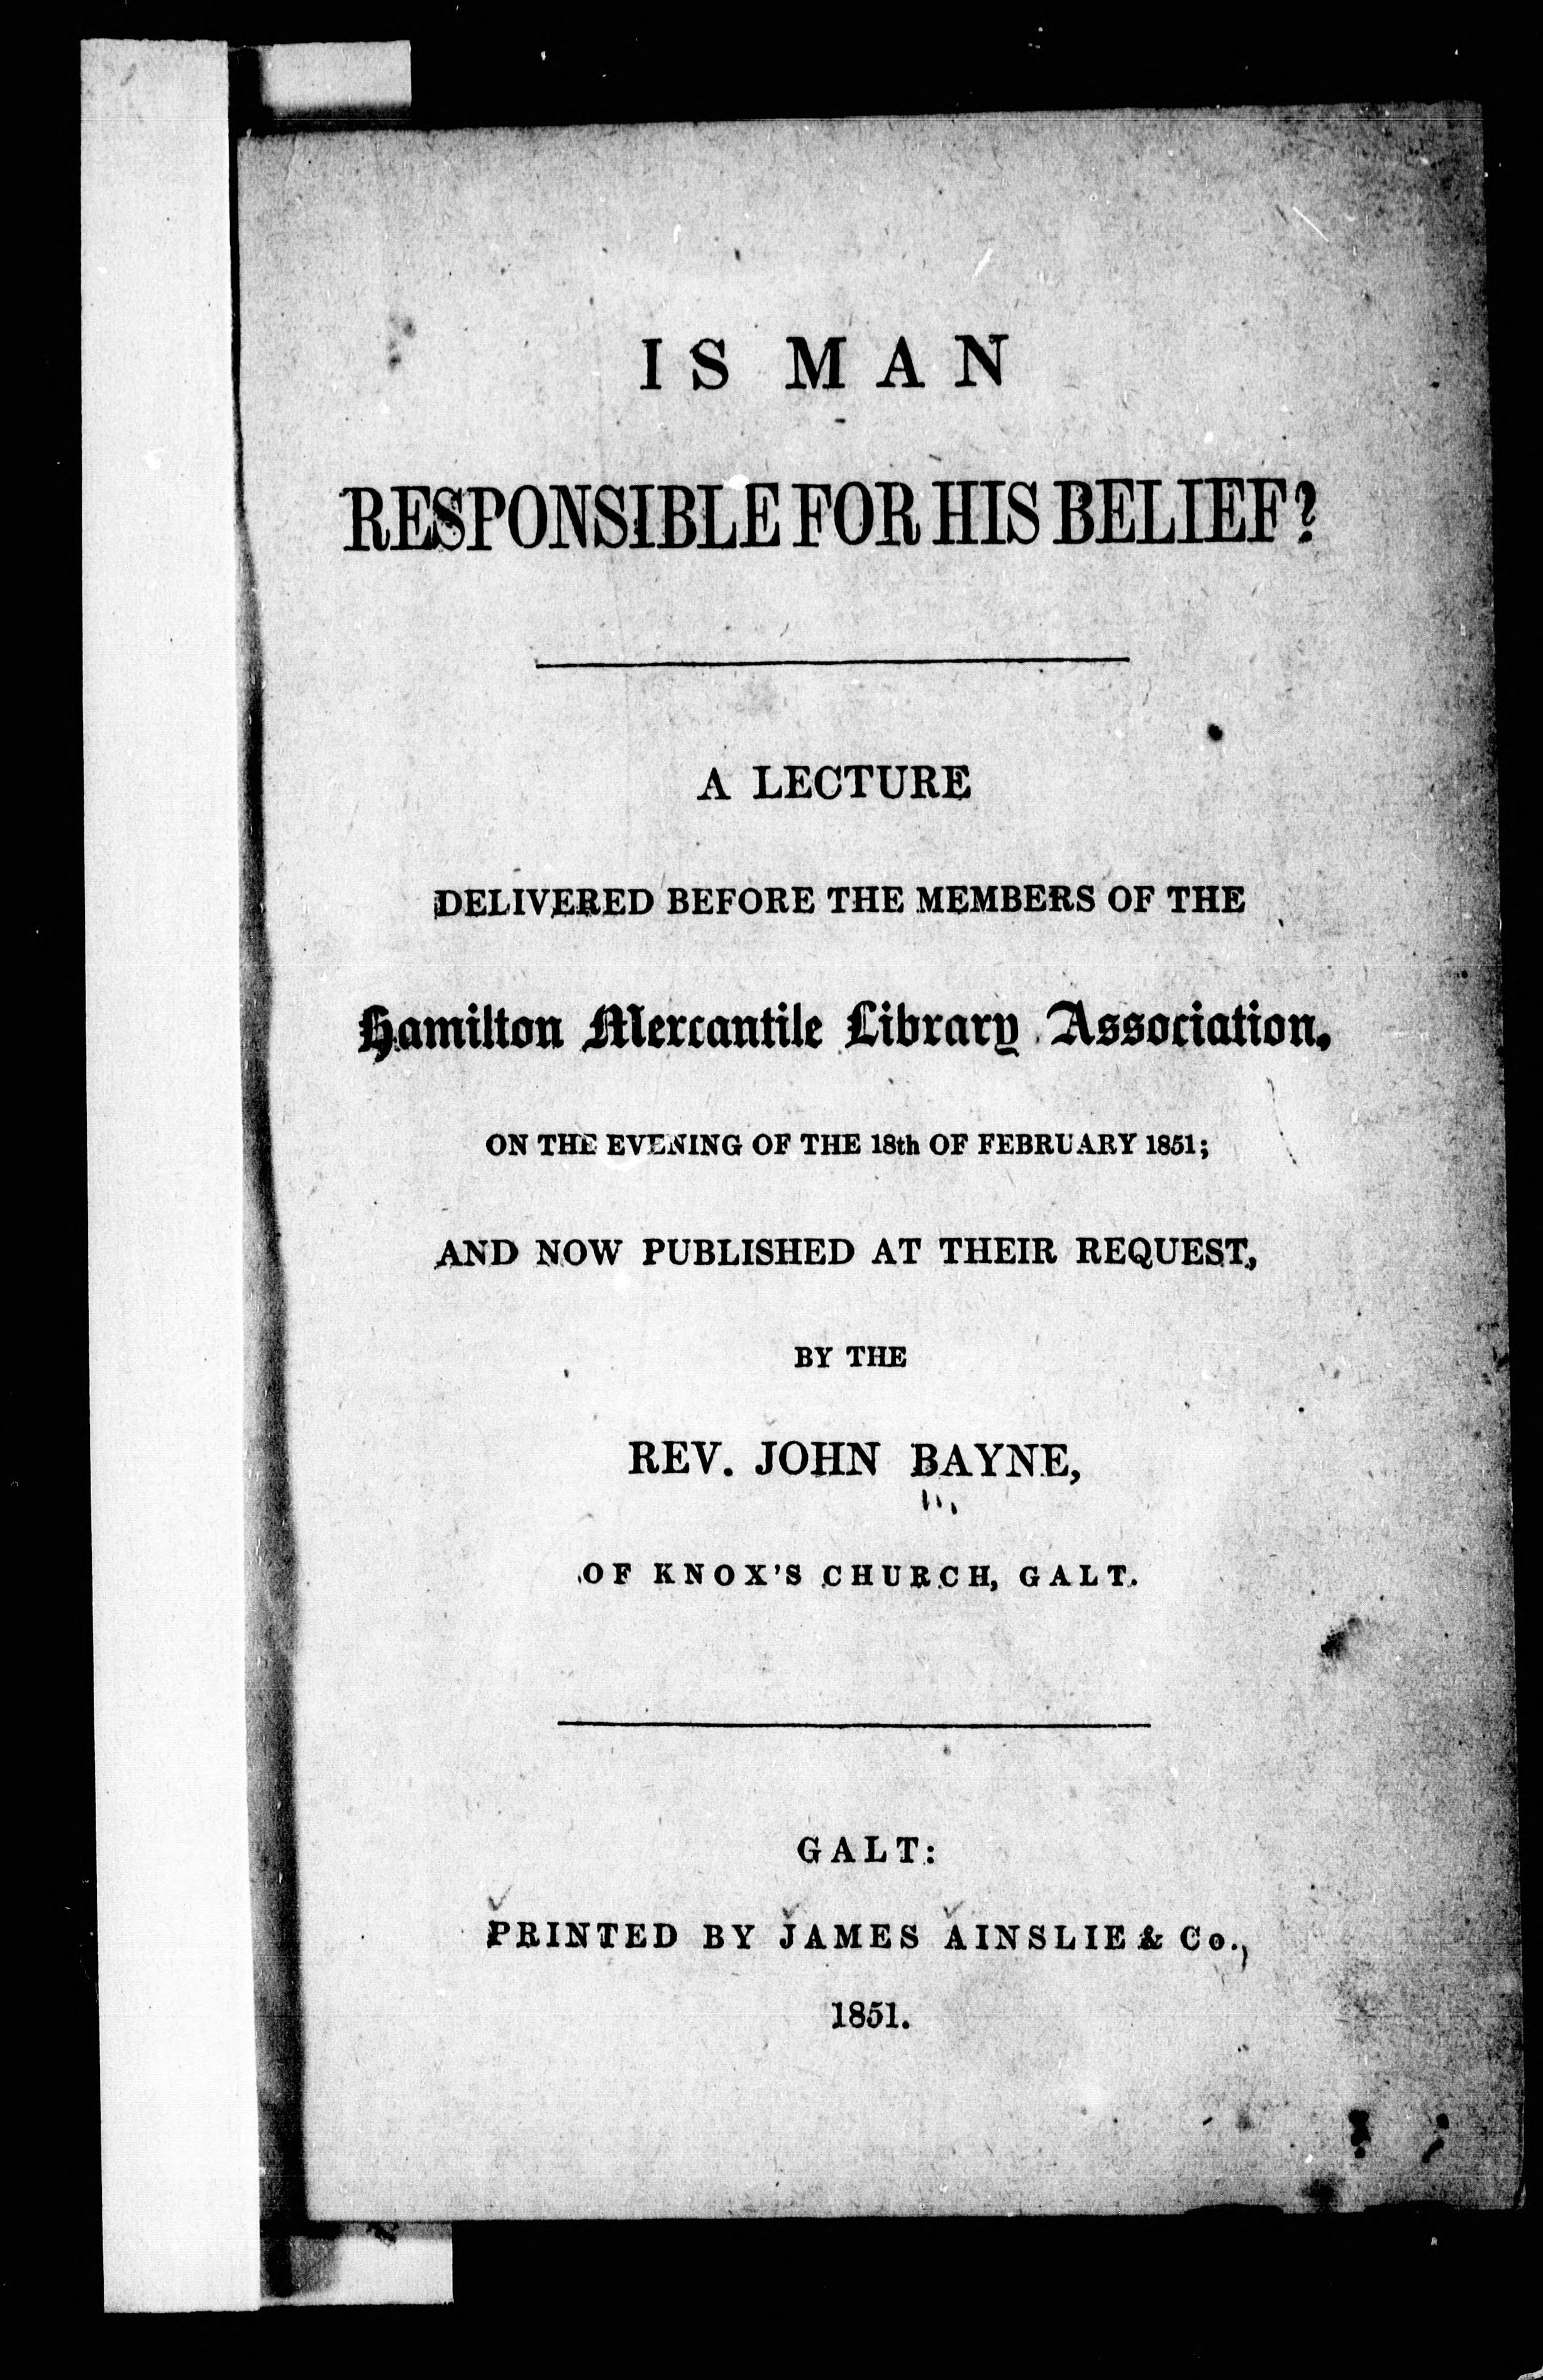 IS MAN
RESPONSIBLE FOR HIS BELIEF?
A LECTURE
DELIVERED BEFORE THE MEMBERS OF THE
Hamilton Mercantile Library Association,
ON THE EVENING OF THE 18th OF FEBRUARY 1851;
AND NOW PUBLISHED AT THEIR REQUEST,
BY THE
REV. JOHN BAYNE,
OF KNOX'S CHURCH, GALT.
GALT:
PRINTED BY JAMES AINSLIE & Co.,
1851.